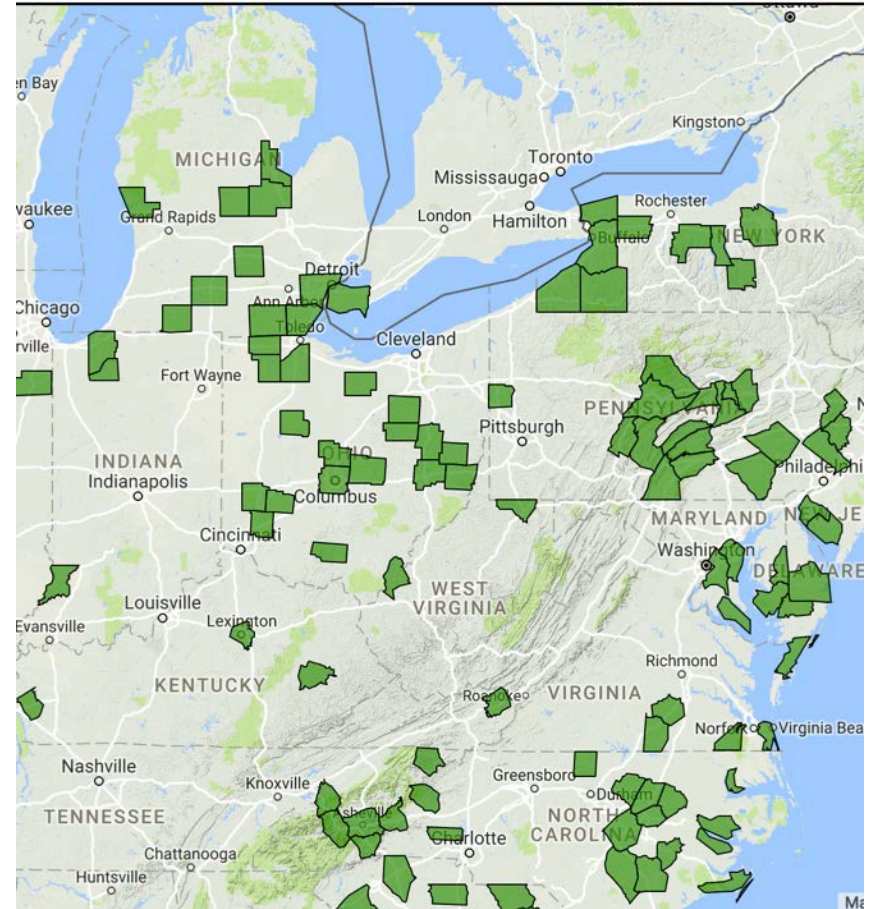 Ottawa
en Bay
Kingston
MICHIGAN
Toronto
Mississauga
waukee
Grand Rapids
London
Hamilton
Rochester
Buffalo
NEW YORK
Detroit
Ann Arbor
Chicago
Toledo
Cleveland
rville
Fort Wayne
PENNSYLVANIA
N
Pittsburgh
OHIO
INDIANA
Indianapolis
Philadelphi
Columbus
MARYLAND
NEW JE
Cincinnati
Washington
DELAWARE
WEST
VIRGINIA
Louisville
Evansville
Lexington
Richmond
KENTUCKY
Roanoke
VIRGINIA
Norfolk
Virginia Bea
Nashville
Knoxville
Greensboro
Durham
TENNESSEE
Asheville
NORTH
CAROLINA
Charlotte
Chattanooga
Huntsville
Ma